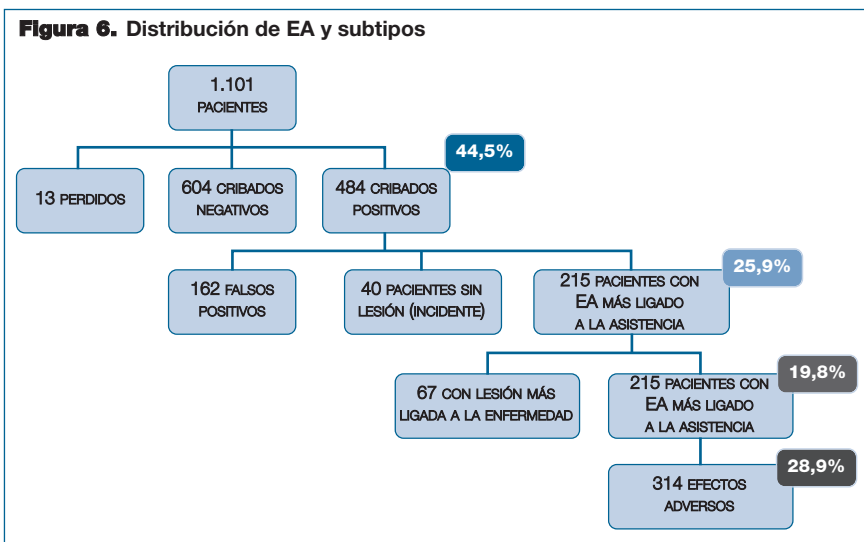 Figura 6. Distribución de EA y subtipos
1.101
PACIENTES
44,5%
13 PERDIDOS
604 CRIBADOS
NEGATIVOS
484 CRIBADOS
POSITIVOS
25,9%
162 FALSOS
POSITIVOS
40 PACIENTES SIN
LESIÓN (INCIDENTE)
215 PACIENTES CON
EA MÁS LIGADO
A LA ASISTENCIA
19,8%
67 CON LESIÓN MÁS
LIGADA A LA ENFERMEDAD
215 PACIENTES CON
EA MÁS LIGADO
A LA ASISTENCIA
28,9%
314 EFECTOS
ADVERSOS